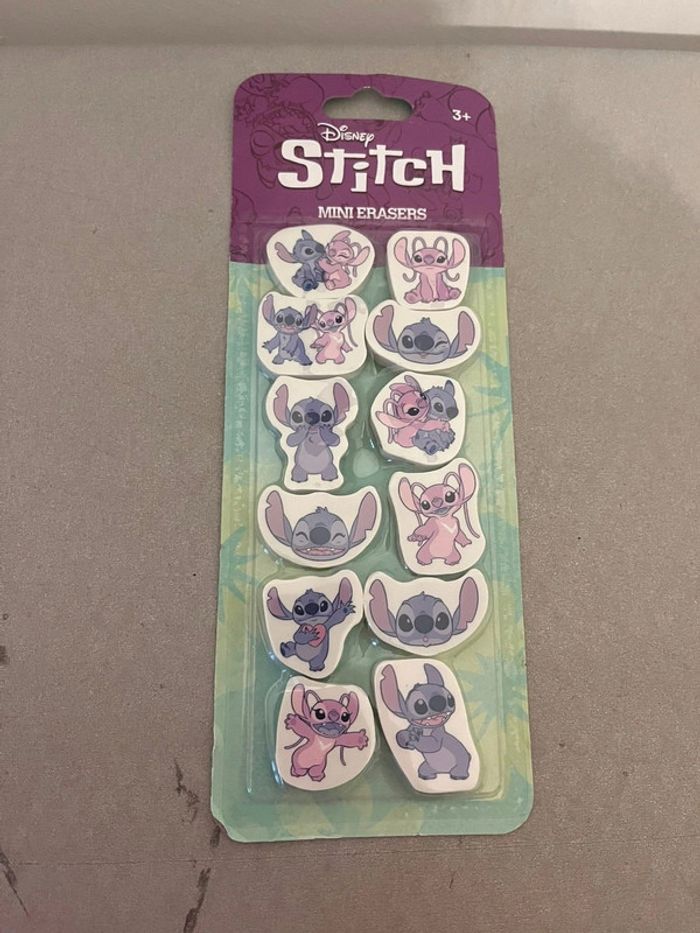 3+
Disney
Stitch
MINI ERASERS